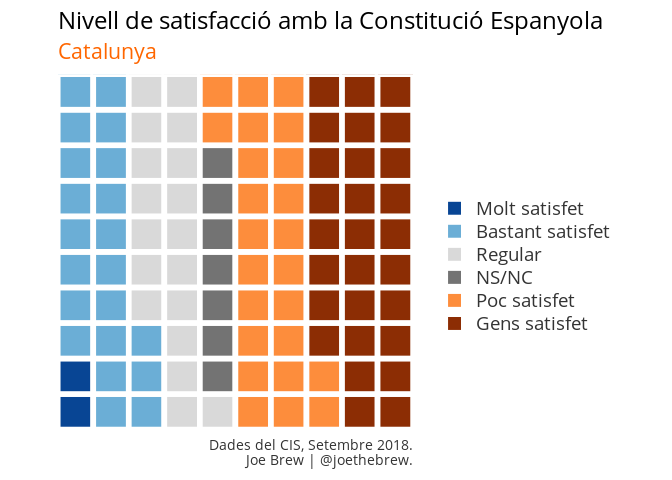 Nivell de satisfacció amb la Constitució Espanyola
Catalunya
Molt satisfet
Bastant satisfet
Regular
NS/NC
Poc satisfet
Gens satisfet
Dades del CIS, Setembre 2018.
Joe Brew | @joethebrew.